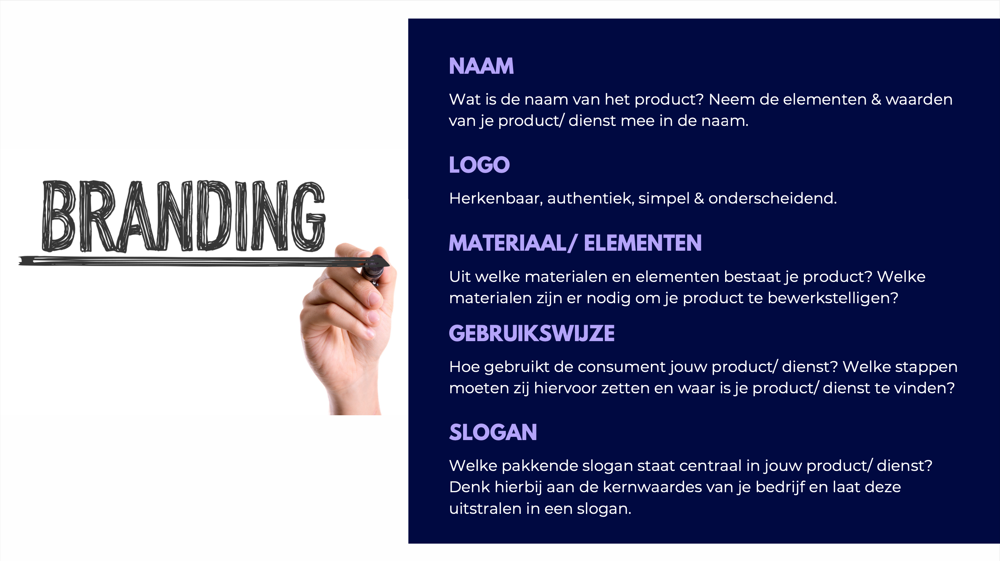 BRANDING
NAAM
Wat is de naam van het product? Neem de elementen & waarden
van je product/ dienst mee in de naam.
LOGO
Herkenbaar, authentiek, simpel & onderscheidend.
MATERIAAL/ ELEMENTEN
Uit welke materialen en elementen bestaat je product? Welke
materialen zijn er nodig om je product te bewerkstelligen?
GEBRUIKSWIJZE
Hoe gebruikt de consument jouw product/ dienst? Welke stappen
moeten zij hiervoor zetten en waar is je product/ dienst te vinden?
SLOGAN
Welke pakkende slogan staat centraal in jouw product/ dienst?
Denk hierbij aan de kernwaardes van je bedrijf en laat deze
uitstralen in een slogan.